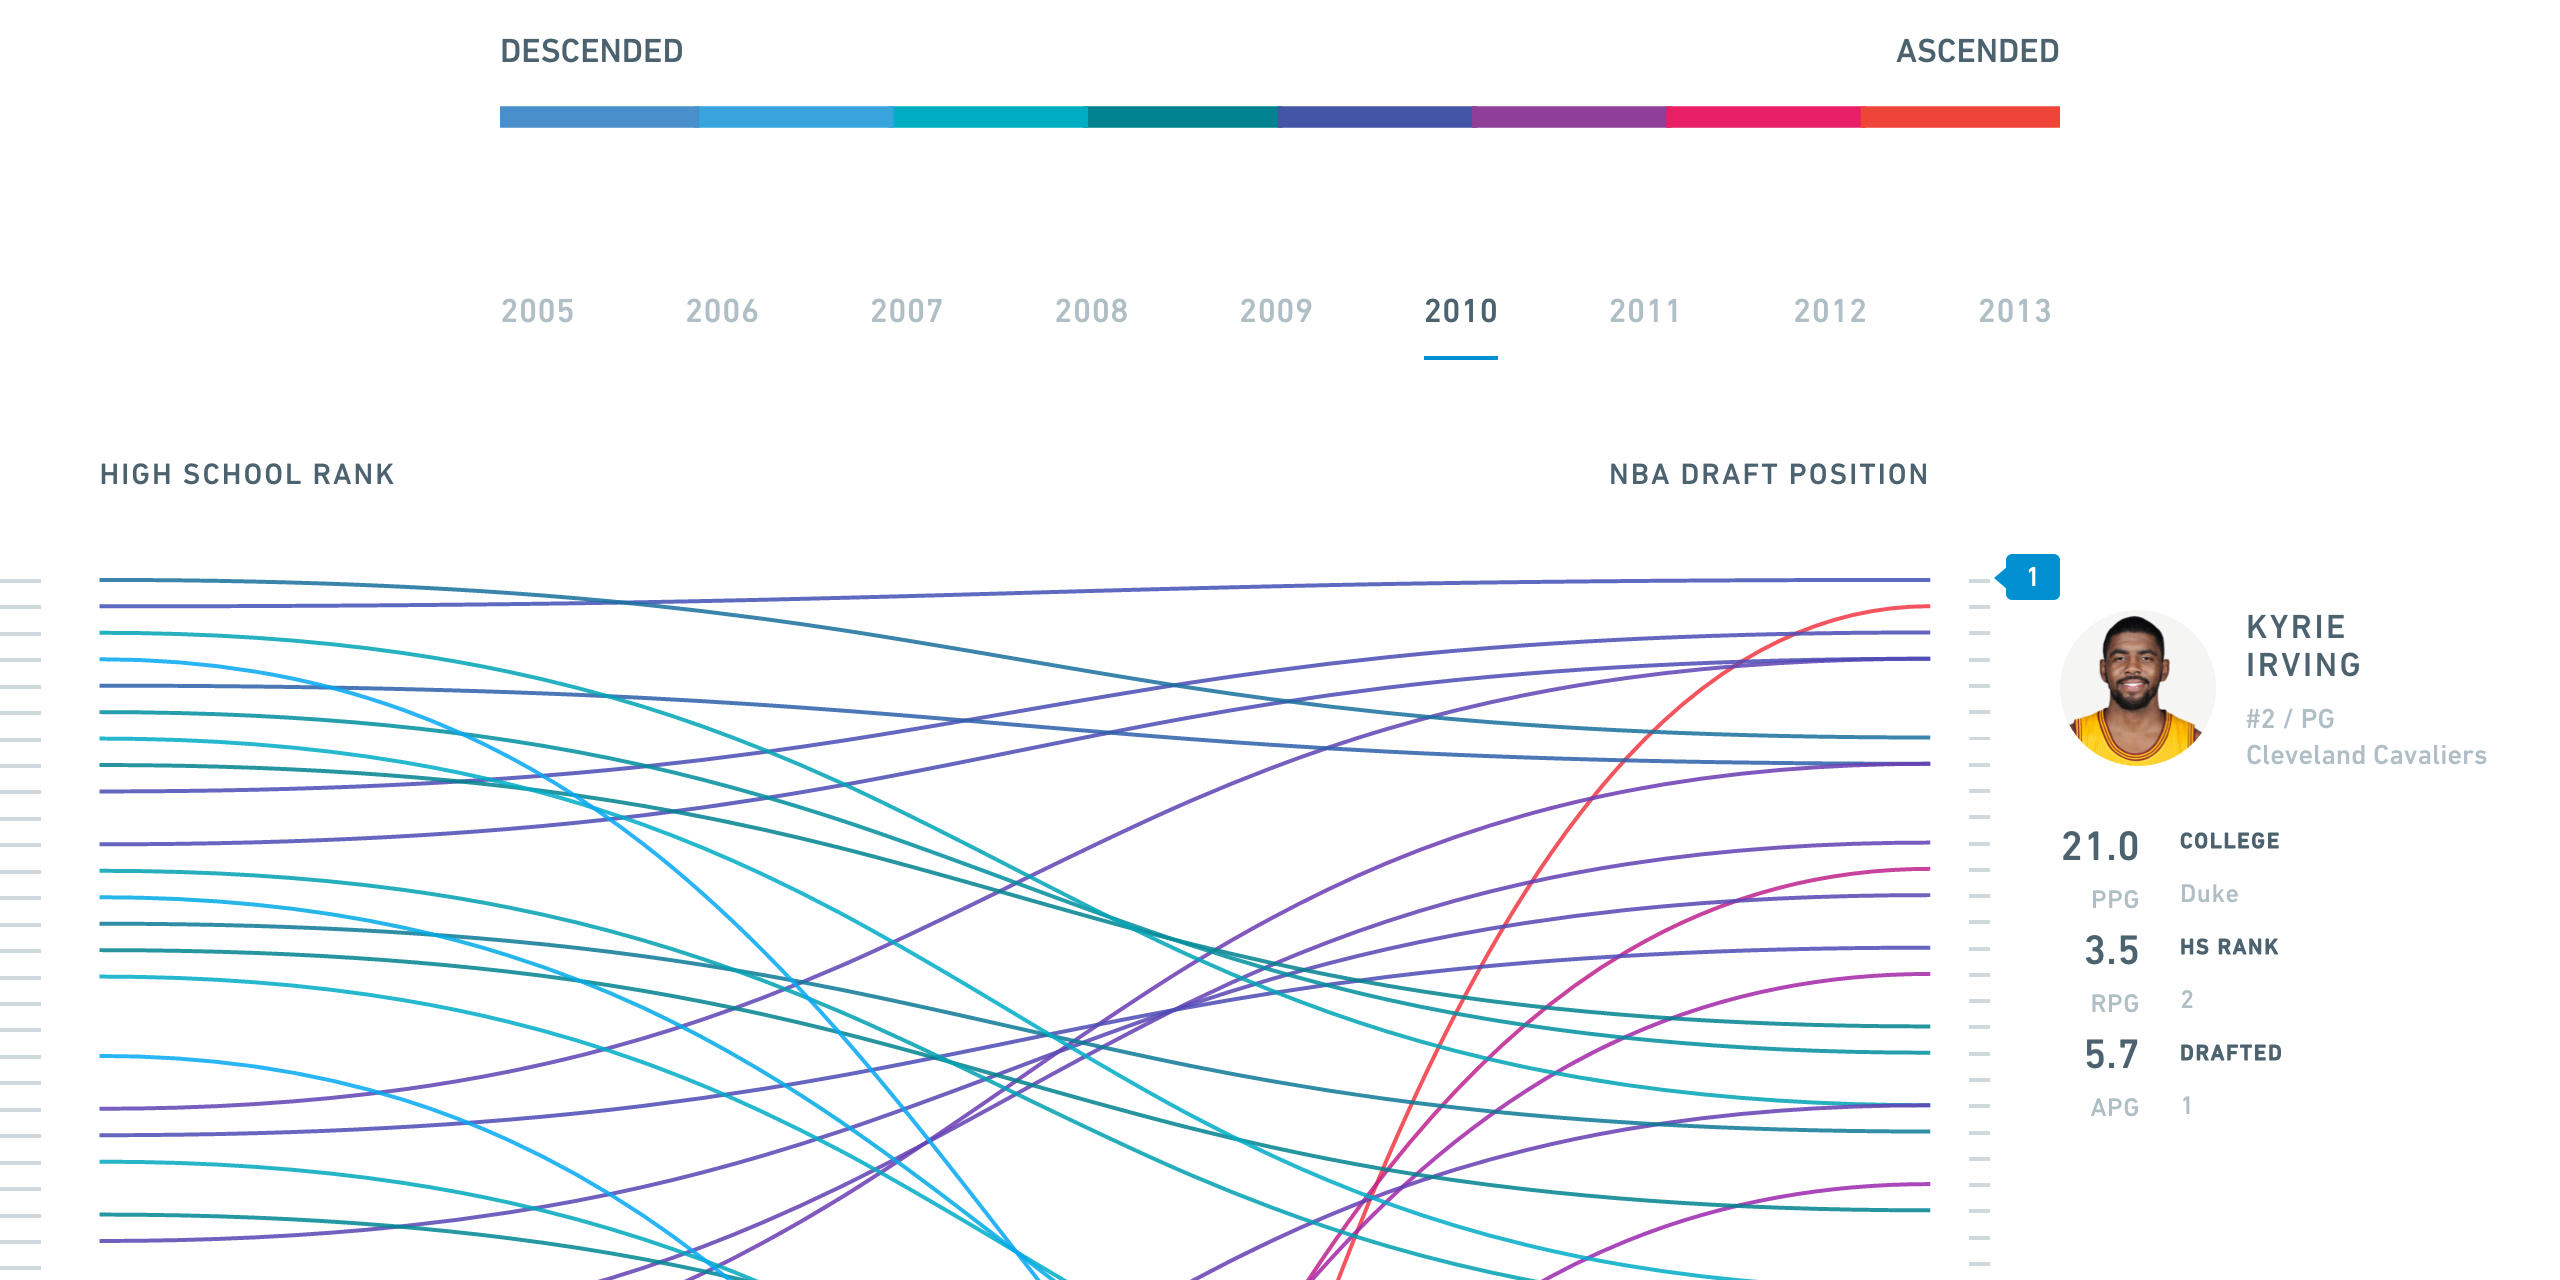 DESCENDED
ASCENDED
2005 2006 2007 2008 2009 2010 2011 2012 2013
HIGH SCHOOL RANK
NBA DRAFT POSITION
1
KYRIE
IRVING
#2 / PG
Cleveland Cavaliers
21.0 COLLEGE
PPG Duke
3.5 HS RANK
RPG 2
5.7 DRAFTED
APG 1